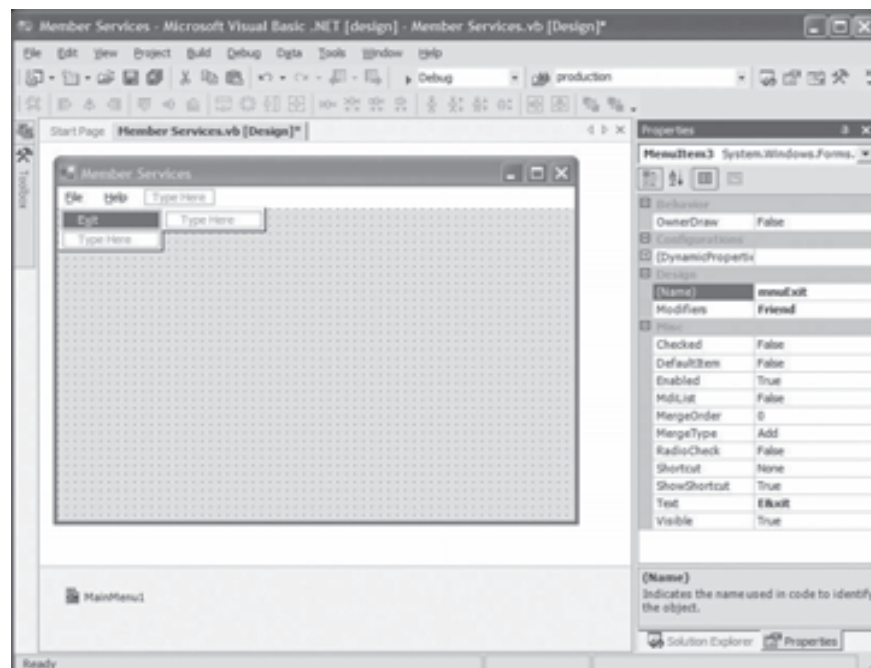 Member Services - Microsoft Visual Basic .NET [design] - Member Services.vb [Design]*
File Edit View Project Build Debug Data Tools Window Help
Debug production
Start Page Member Services.vb [Design]*
Toolbox
Member Services
File Help Type Here
Exit Type Here
Type Here
MainMenu1
Properties
MenuItem3 System.Windows.Forms.
Behavior
OwnerDraw False
Configurations
(DynamicPropertie
Design
(Name) mnuExit
Modifiers Friend
Misc
Checked False
DefaultItem False
Enabled True
MdiList False
MergeOrder 0
MergeType Add
RadioCheck False
Shortcut None
ShowShortcut True
Text E&xit
Visible True
(Name)
Indicates the name used in code to identify
the object.
Solution Explorer Properties
Ready